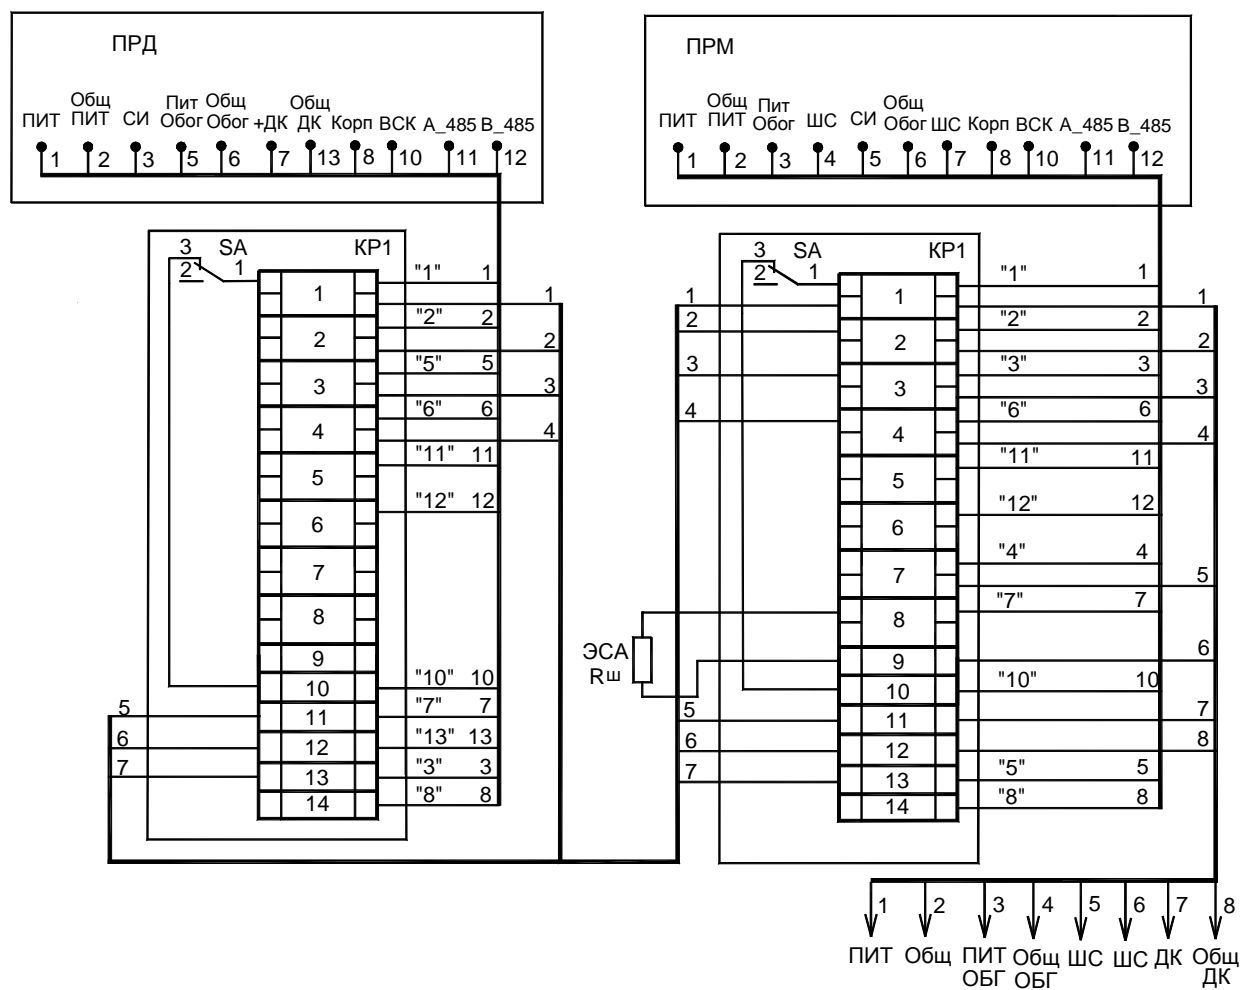 ПРД
ПИТ
Общ
ПИТ
СИ
Пит
Обог
Общ
Обог
+ДК
Общ
ДК
Корп
ВСК
А_485
В_485
1 2 3 5 6 7 13 8 10 11 12
ПРМ
ПИТ
Общ
ПИТ
Пит
Обог
ШС
СИ
Общ
Обог
ШС
Корп
ВСК
А_485
В_485
1 2 3 4 5 6 7 8 10 11 12
3 SA КР1
2 1
"1" 1
1 1
"2" 2
2 2
"5" 5
3 3
"6" 6
4 4
"11" 11
5
"12" 12
6
7
8
9
"10" 10
10
"7" 7
5 11
"13" 13
6 12
"3" 3
7 13
"8" 8
14
3 SA КР1
2 1
"1" 1
1 1 1
2 "2" 2
2 2
3 "3" 3
3 3
4 "6" 6
4 4
"11" 11
5
"12" 12
6
"4" 4
7 5
"7" 7
8
ЭСА
Rш
9 6
"10" 10
10
5 11 7
6 12 8
"5" 5
7 13
"8" 8
14
1 2 3 4 5 6 7 8
ПИТ
Общ
ПИТ
ОБГ
Общ
ОБГ
ШС
ШС
ДК
Общ
ДК